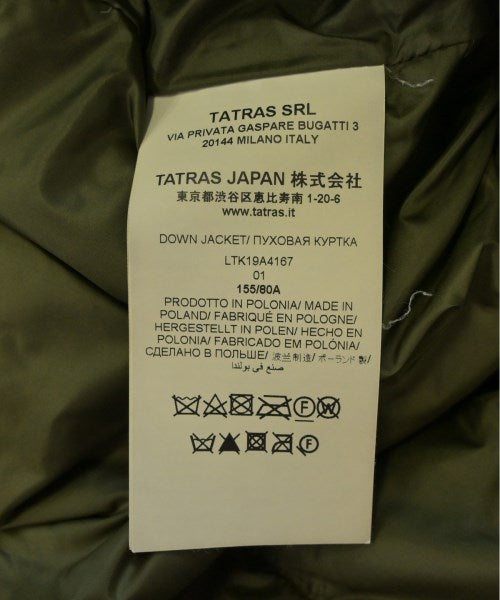 TATRAS SRL
VIA PRIVATA GASPARE BUGATTI 3
20144 MILANO ITALY
TATRAS JAPAN 株式会社
東京都渋谷区恵比寿南 1-20-6
www.tatras.it
DOWN JACKET/ ПУХОВАЯ КУРТКА
LTK19A4167
01
155/80A
PRODOTTO IN POLONIA/ MADE IN
POLAND/ FABRIQUÉ EN POLOGNE/
HERGESTELLT IN POLEN/ HECHO EN
POLONIA/ FABRICADO EM POLÓNIA/
СДЕЛАНО В ПОЛЬШЕ/ 波兰制造/ ポーランド製/
صنع في بولندا
F W
F